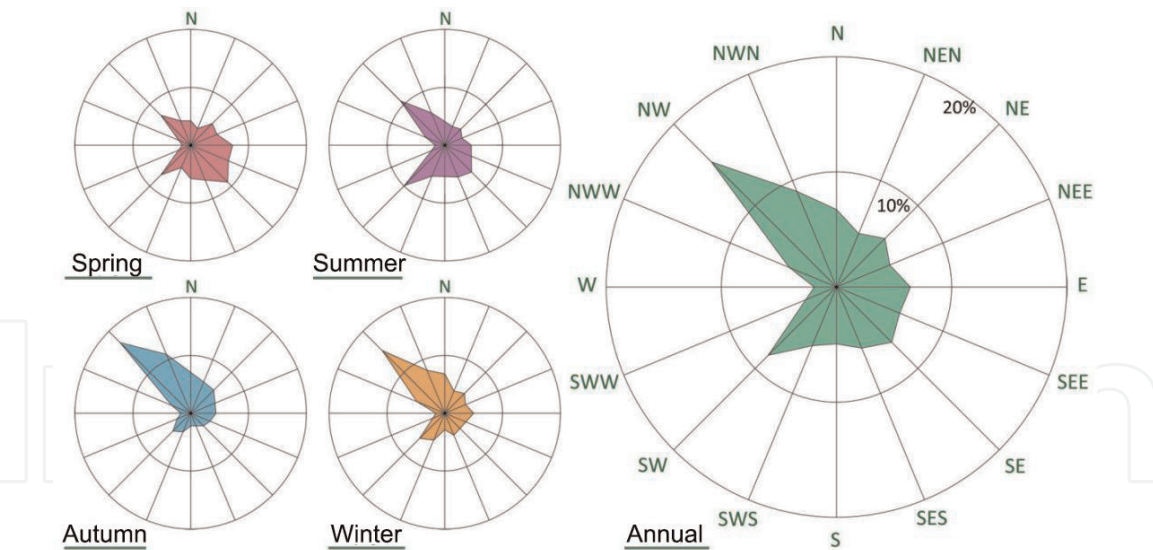 N
Spring
N
Summer
N
Autumn
N
Winter
N
NEN
NE
NEE
E
SEE
SE
SES
S
SWS
SW
SWW
W
NWW
NW
NWN
20%
10%
Annual